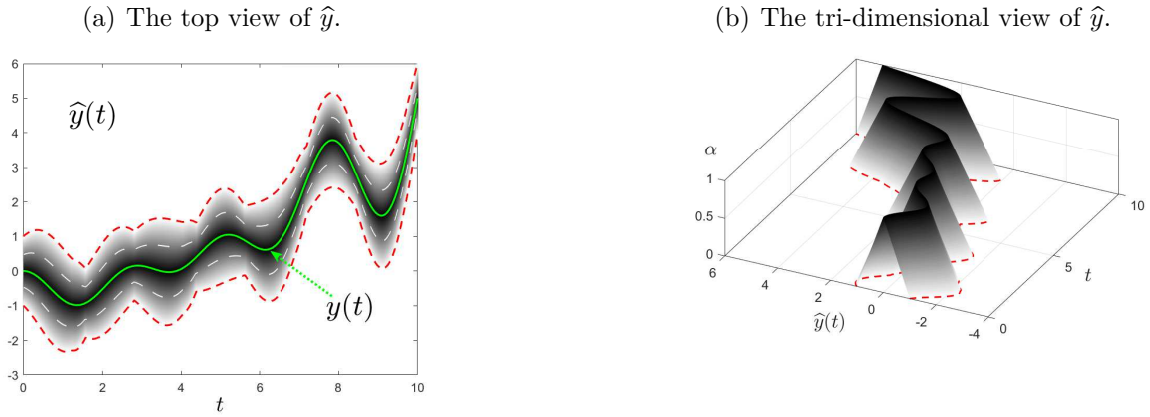 (a) The top view of ŷ.
6
5
4
3
2
1
0
-1
-2
-3
ŷ(t)
y(t)
0 2 4 6 8 10
t
(b) The tri-dimensional view of ŷ.
α
1
0.5
0
6 4 2 0 -2 -4
ŷ(t)
0 5 10
t